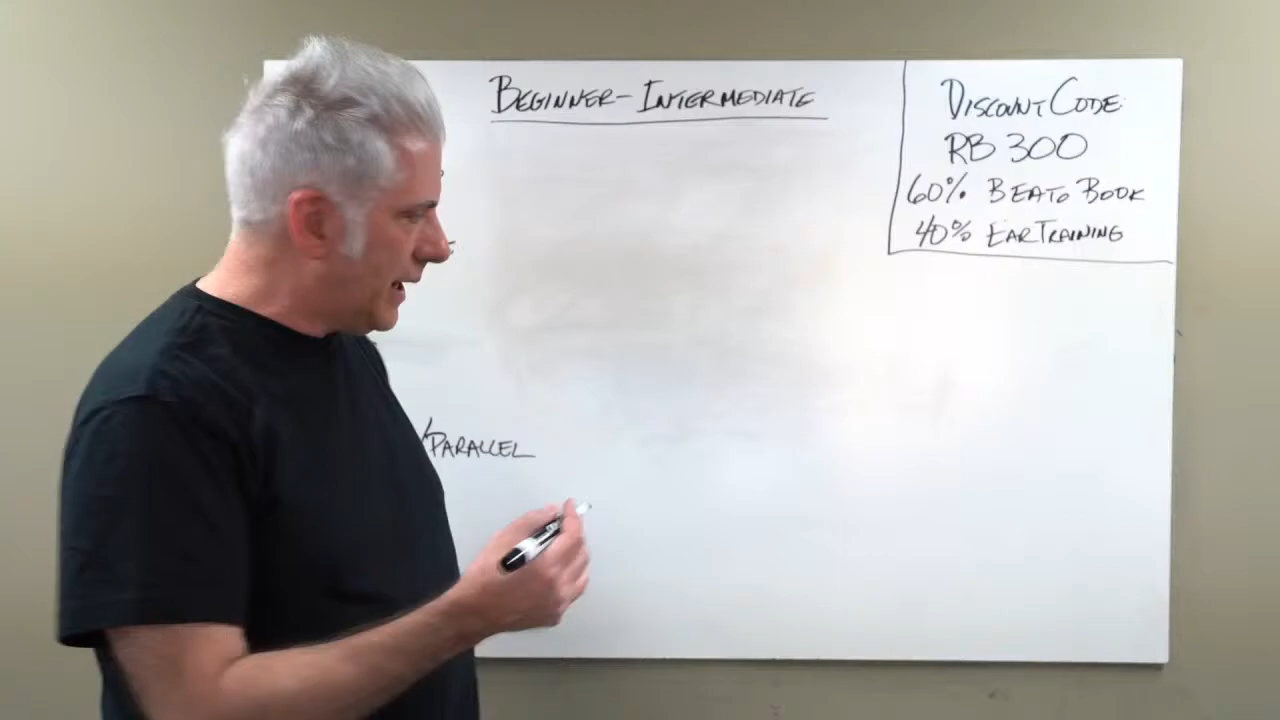 BEGINNER - INTERMEDIATE
DISCOUNT CODE
RB 300
60% BEATO BOOK
40% EAR TRAINING
/PARALLEL